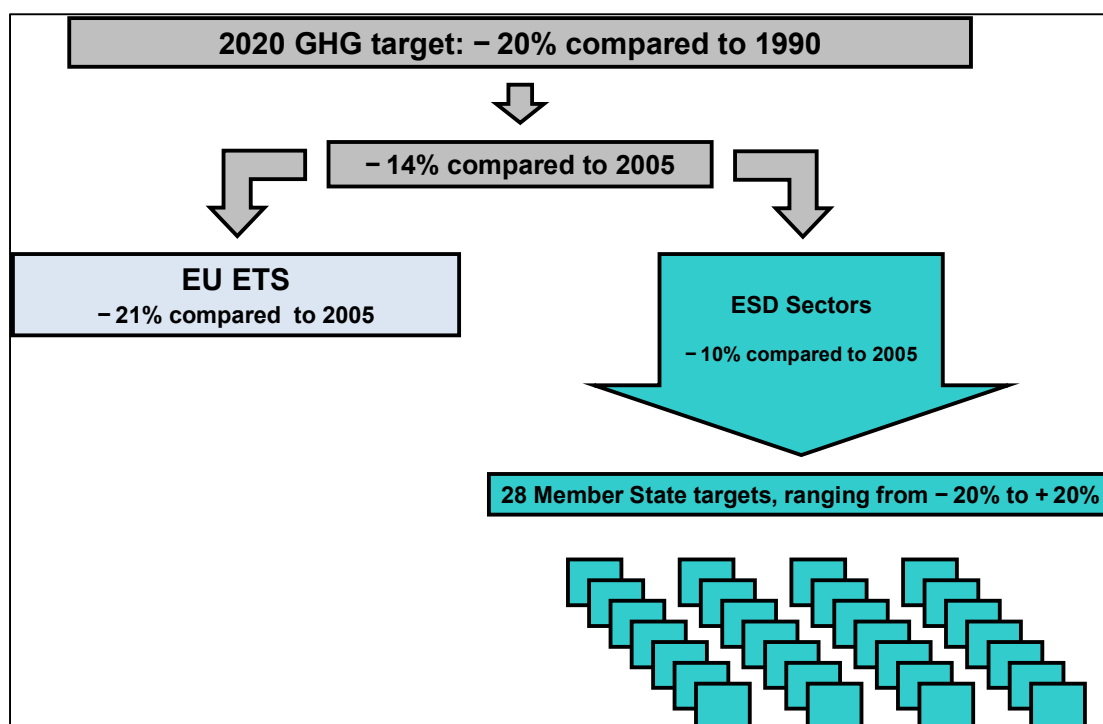 2020 GHG target: − 20% compared to 1990
− 14% compared to 2005
EU ETS
− 21% compared  to 2005
ESD Sectors
− 10% compared to 2005
28 Member State targets, ranging from − 20% to + 20%